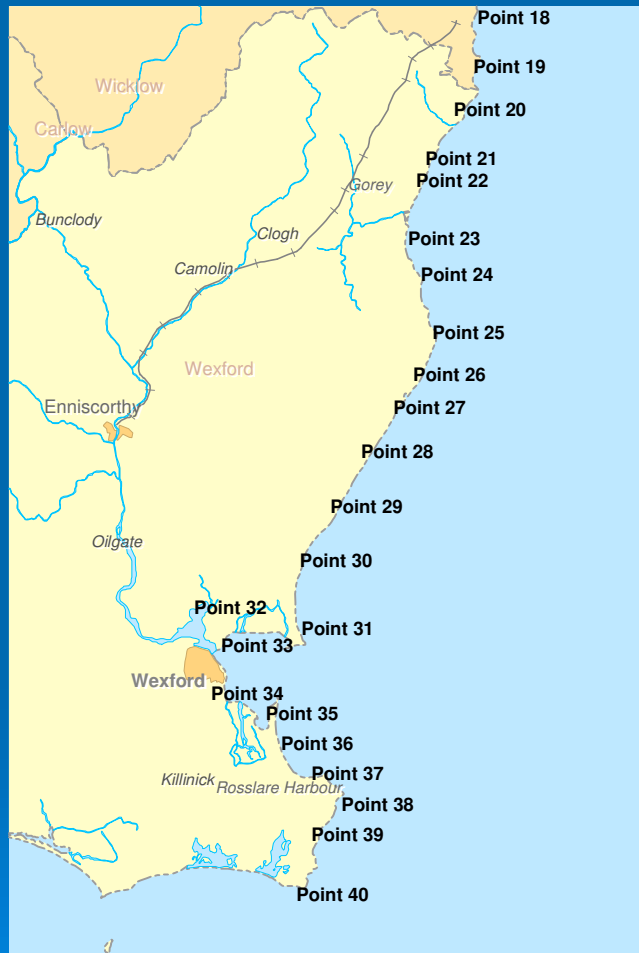 Point 18
Point 19
Wicklow
Point 20
Carlow
Point 21
Point 22
Gorey
Bunclody
Clogh
Point 23
Camolin
Point 24
Point 25
Wexford
Point 26
Enniscorthy
Point 27
Point 28
Point 29
Oilgate
Point 30
Point 32
Point 31
Point 33
Wexford
Point 34
Point 35
Point 36
Point 37
Killinick
Rosslare Harbour
Point 38
Point 39
Point 40